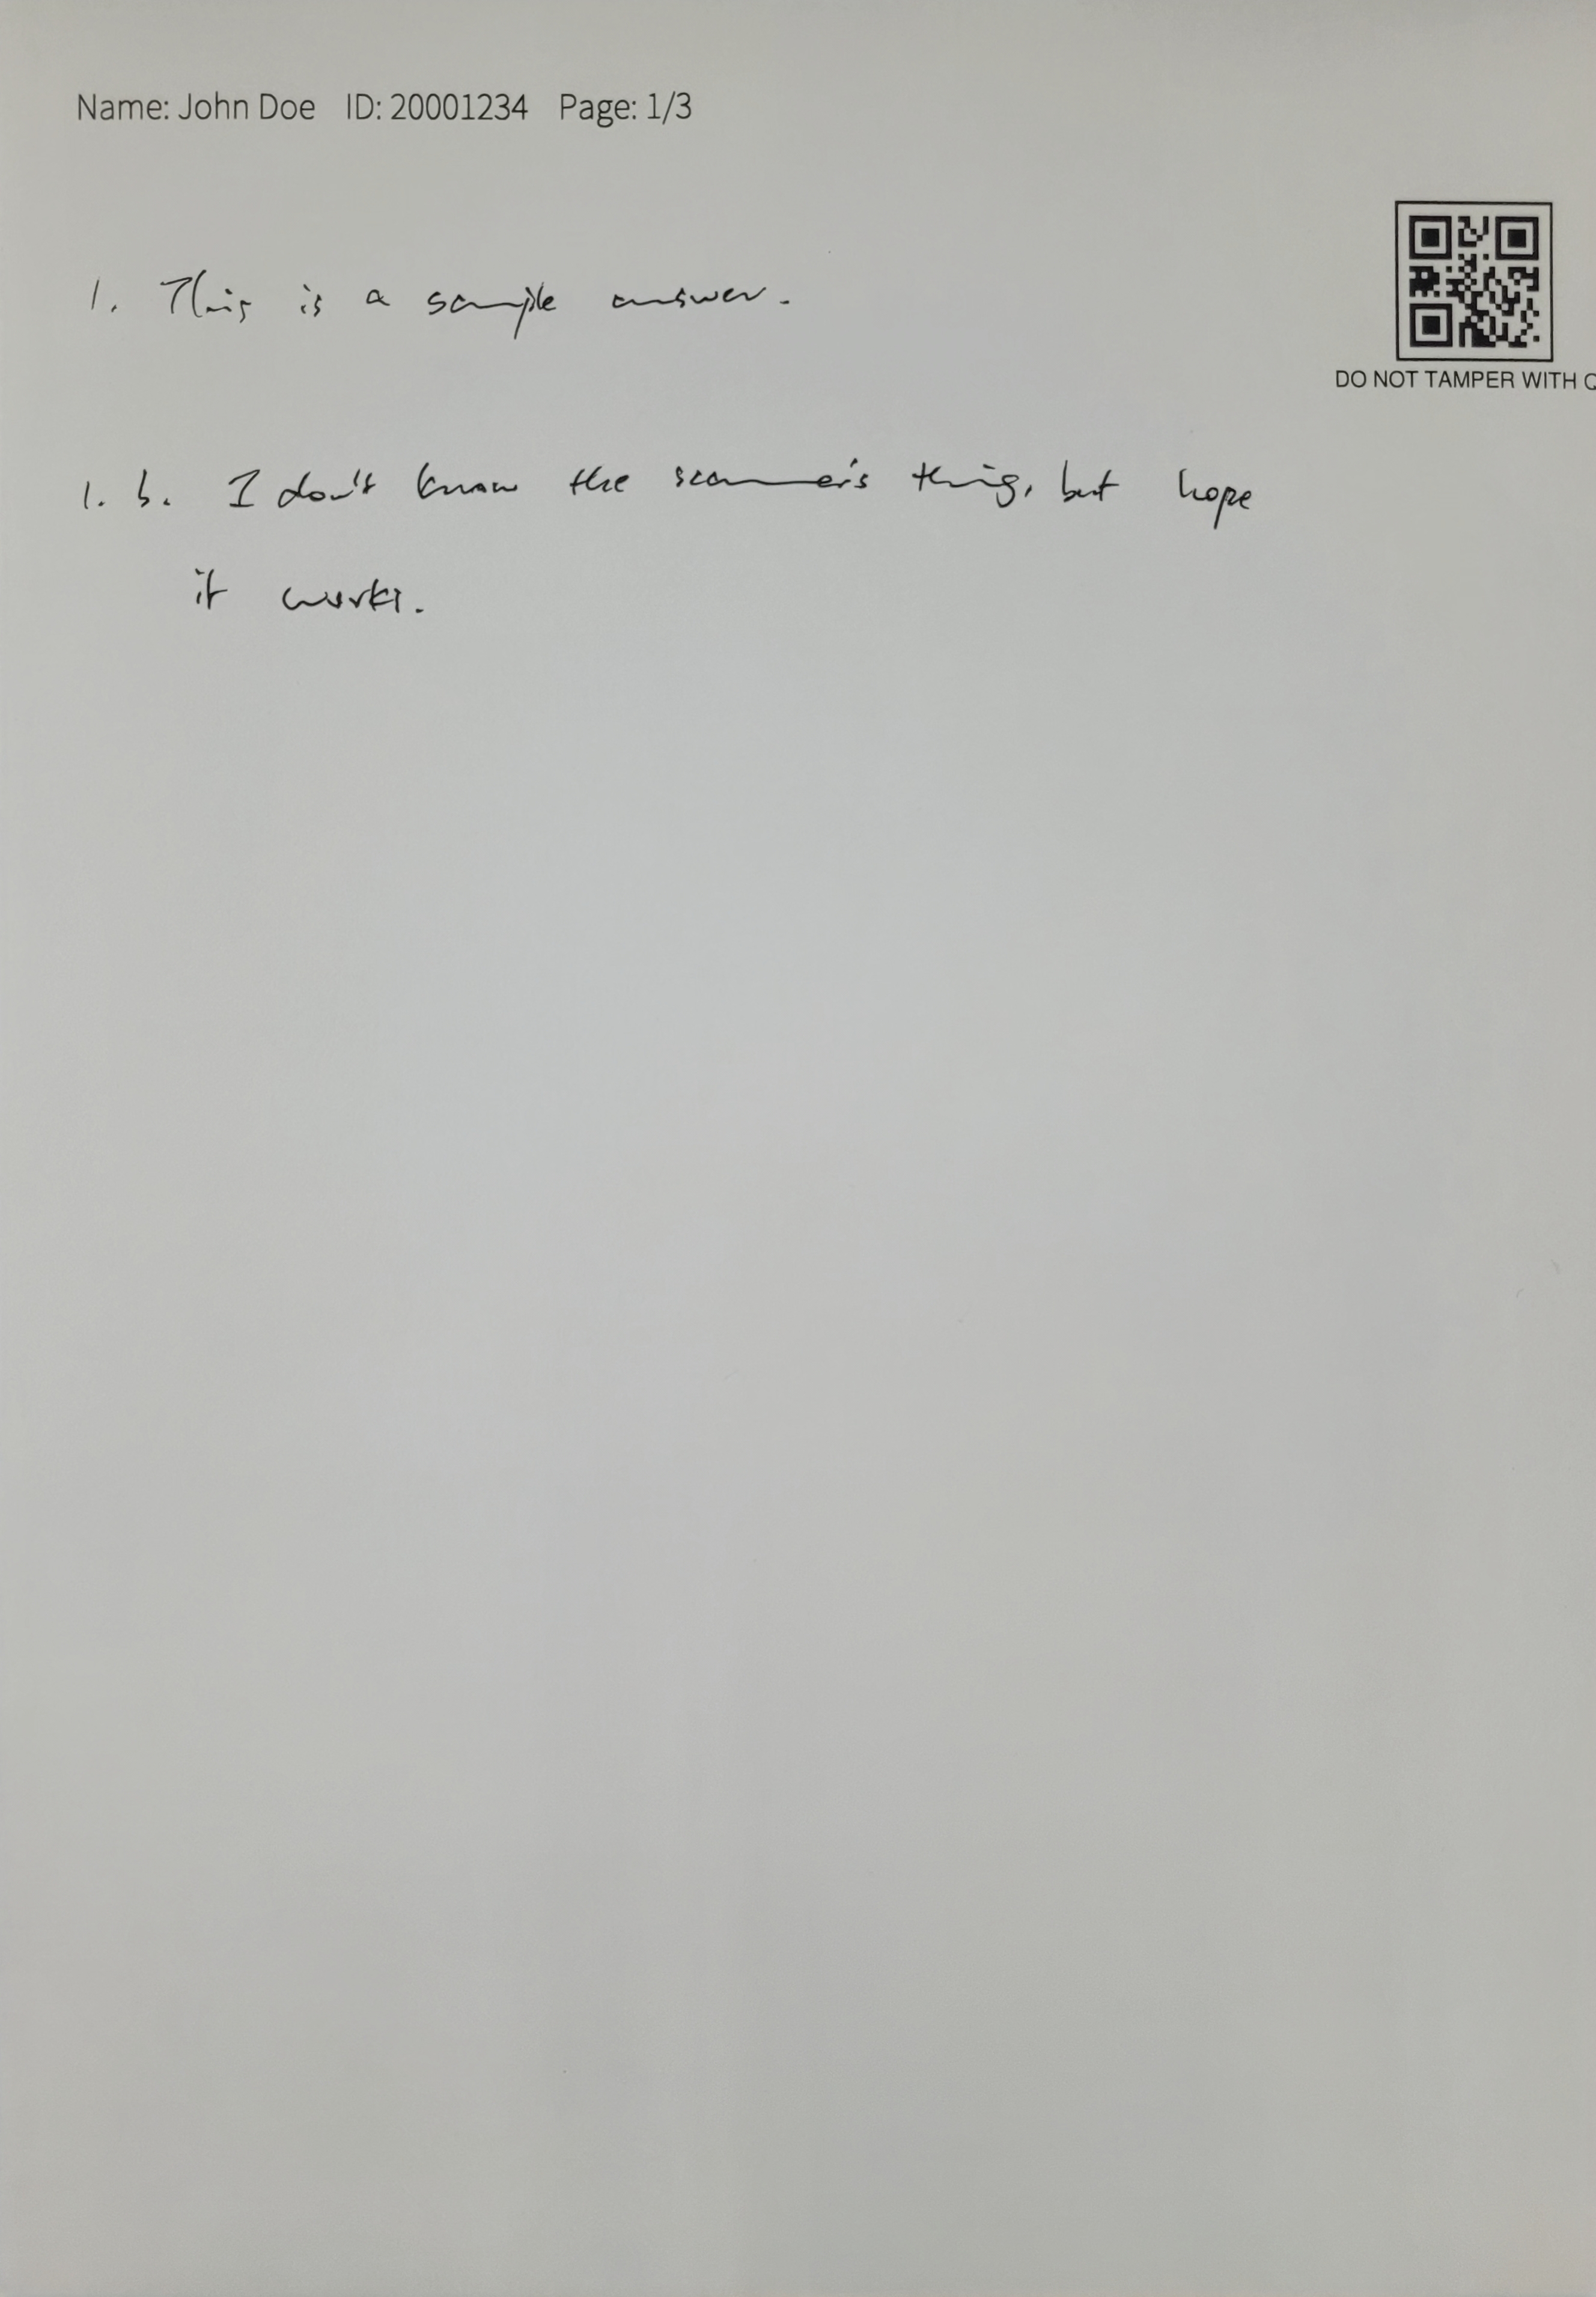 Name: John Doe ID: 20001234 Page: 1/3
1. This is a sample answer.
DO NOT TAMPER WITH Q
1. b. I don't know the scanner's thing, but hope
it works.